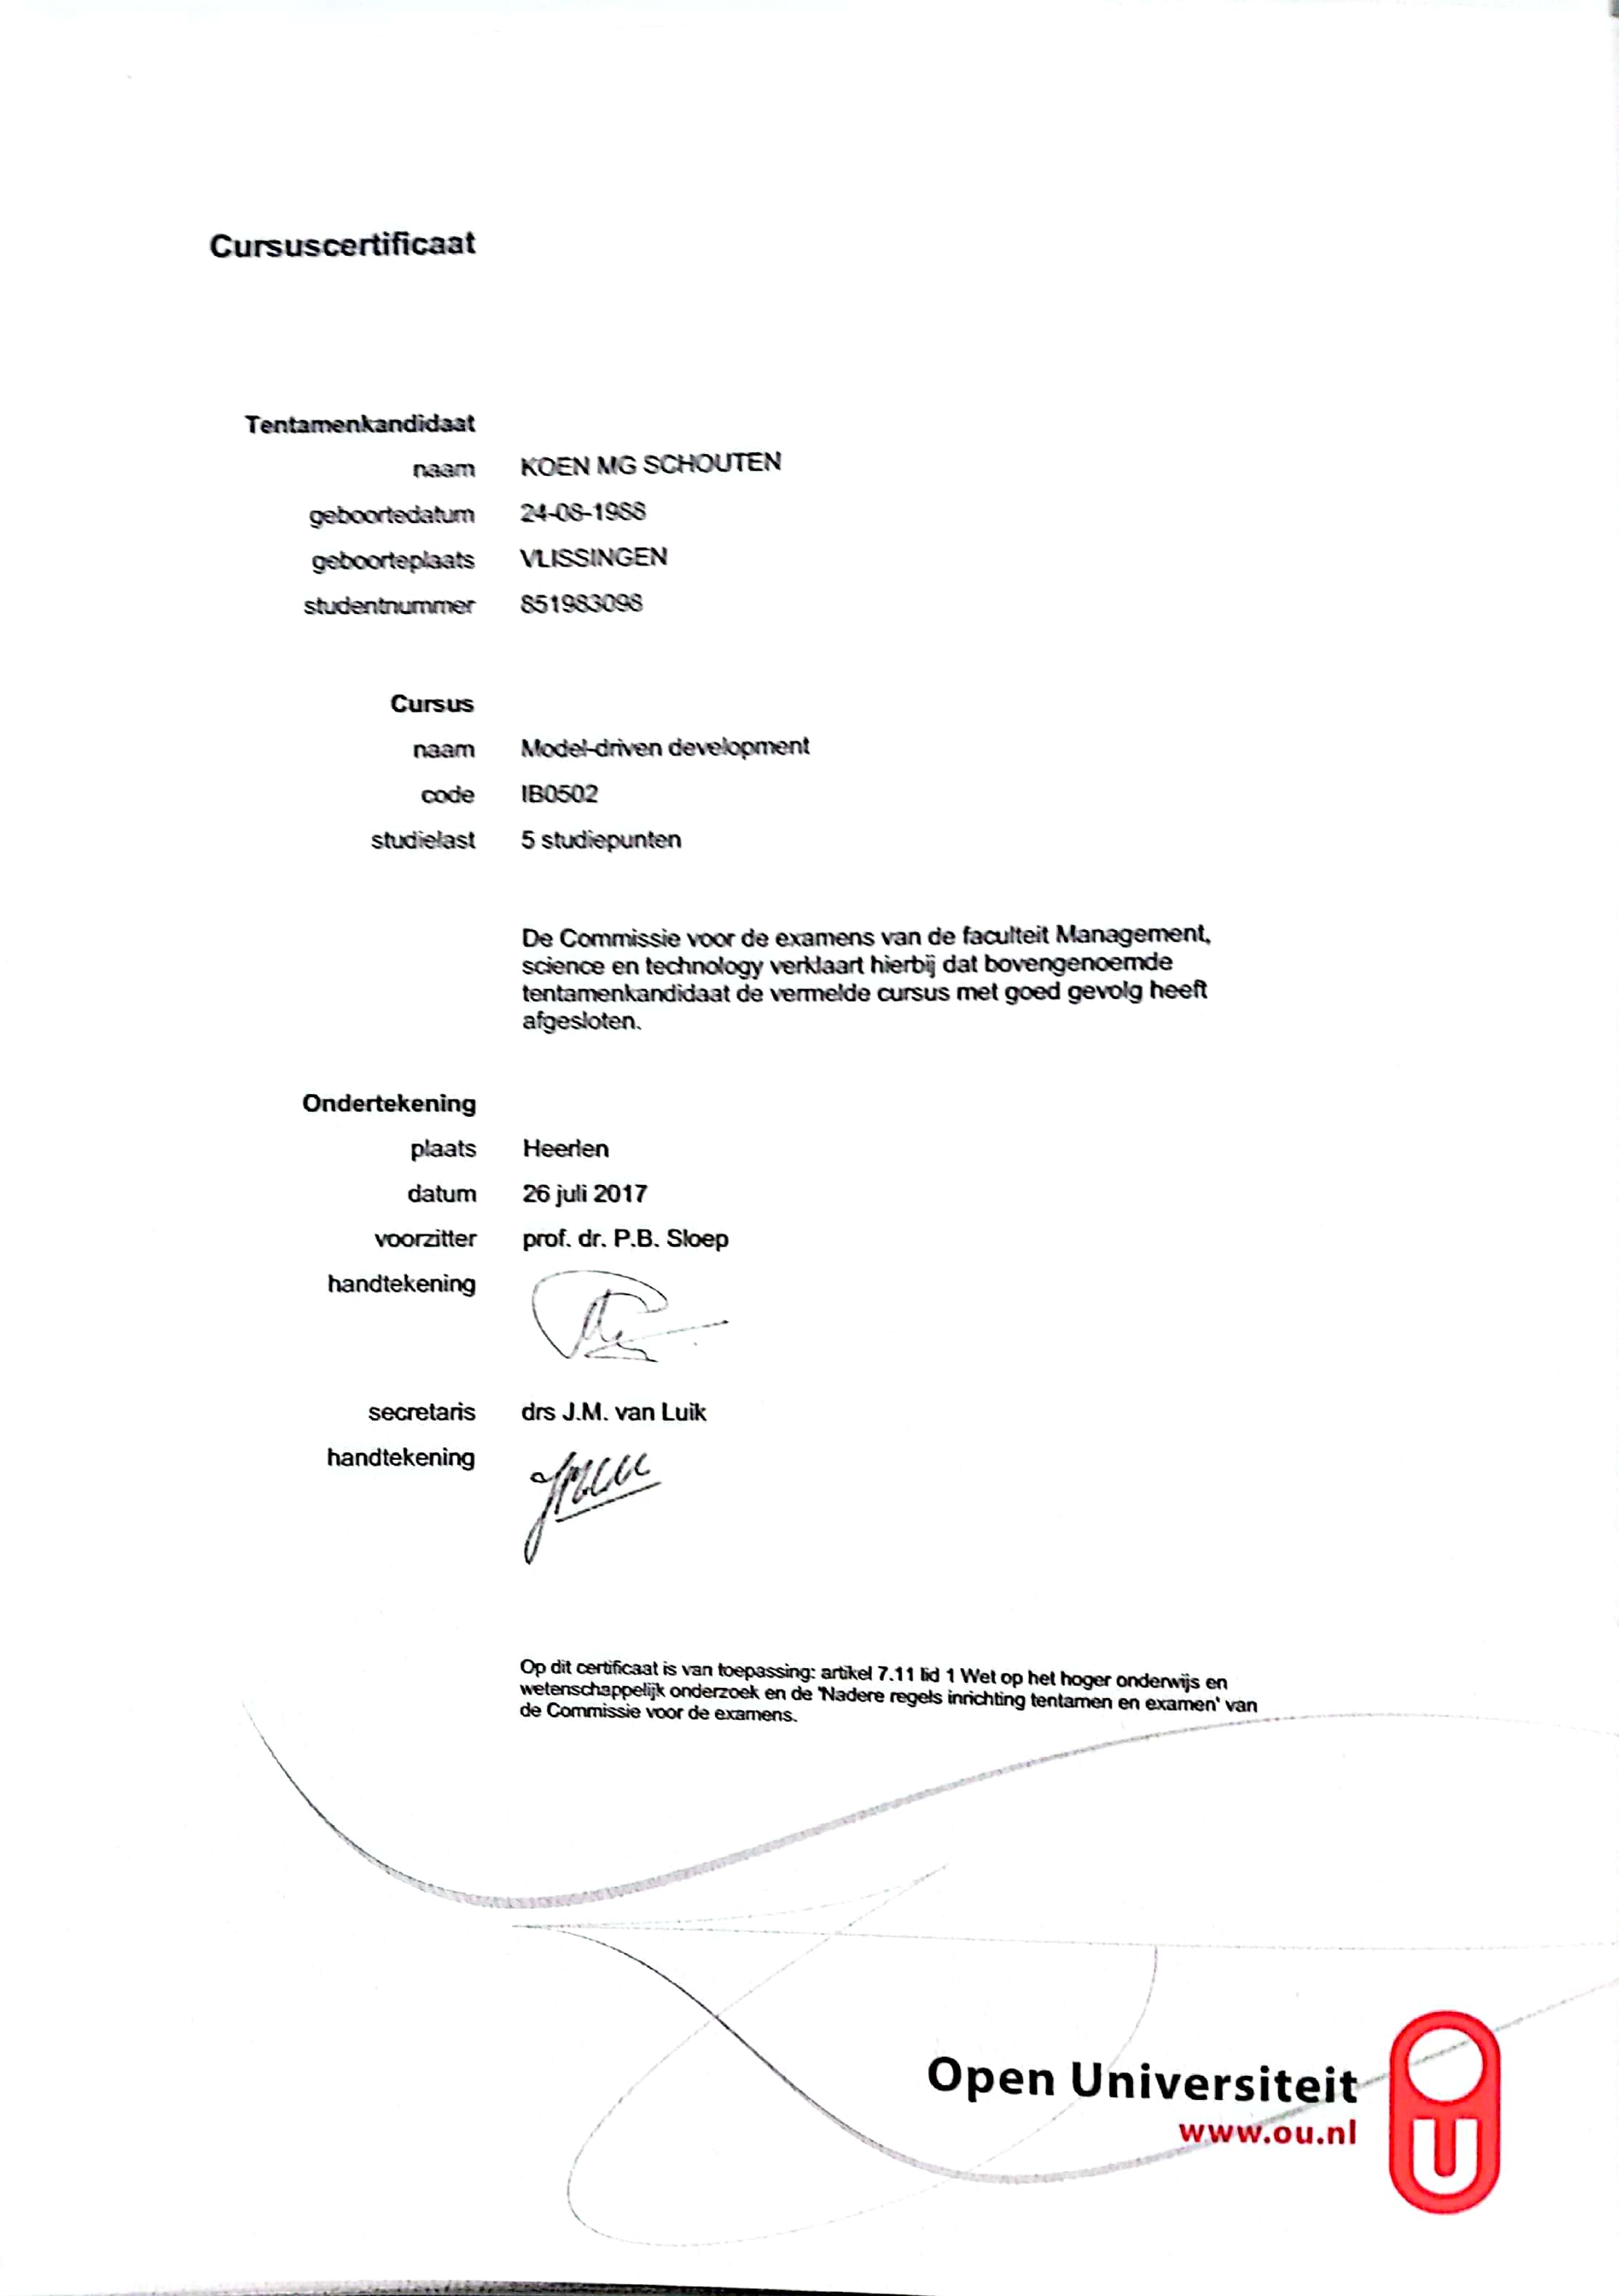 Cursuscertificaat
Tentamenkandidaat
naam KOEN MG SCHOUTEN
geboortedatum 24-08-1988
geboorteplaats VLISSINGEN
studentnummer 851983098
Cursus
naam Model-driven development
code IB0502
studielast 5 studiepunten
De Commissie voor de examens van de faculteit Management,
science en technology verklaart hierbij dat bovengenoemde
tentamenkandidaat de vermelde cursus met goed gevolg heeft
afgesloten.
Ondertekening
plaats Heerlen
datum 26 juli 2017
voorzitter prof. dr. P.B. Sloep
handtekening
secretaris drs J.M. van Luik
handtekening
Op dit certificaat is van toepassing: artikel 7.11 lid 1 Wet op het hoger onderwijs en
wetenschappelijk onderzoek en de 'Nadere regels inrichting tentamen en examen' van
de Commissie voor de examens.
Open Universiteit
www.ou.nl